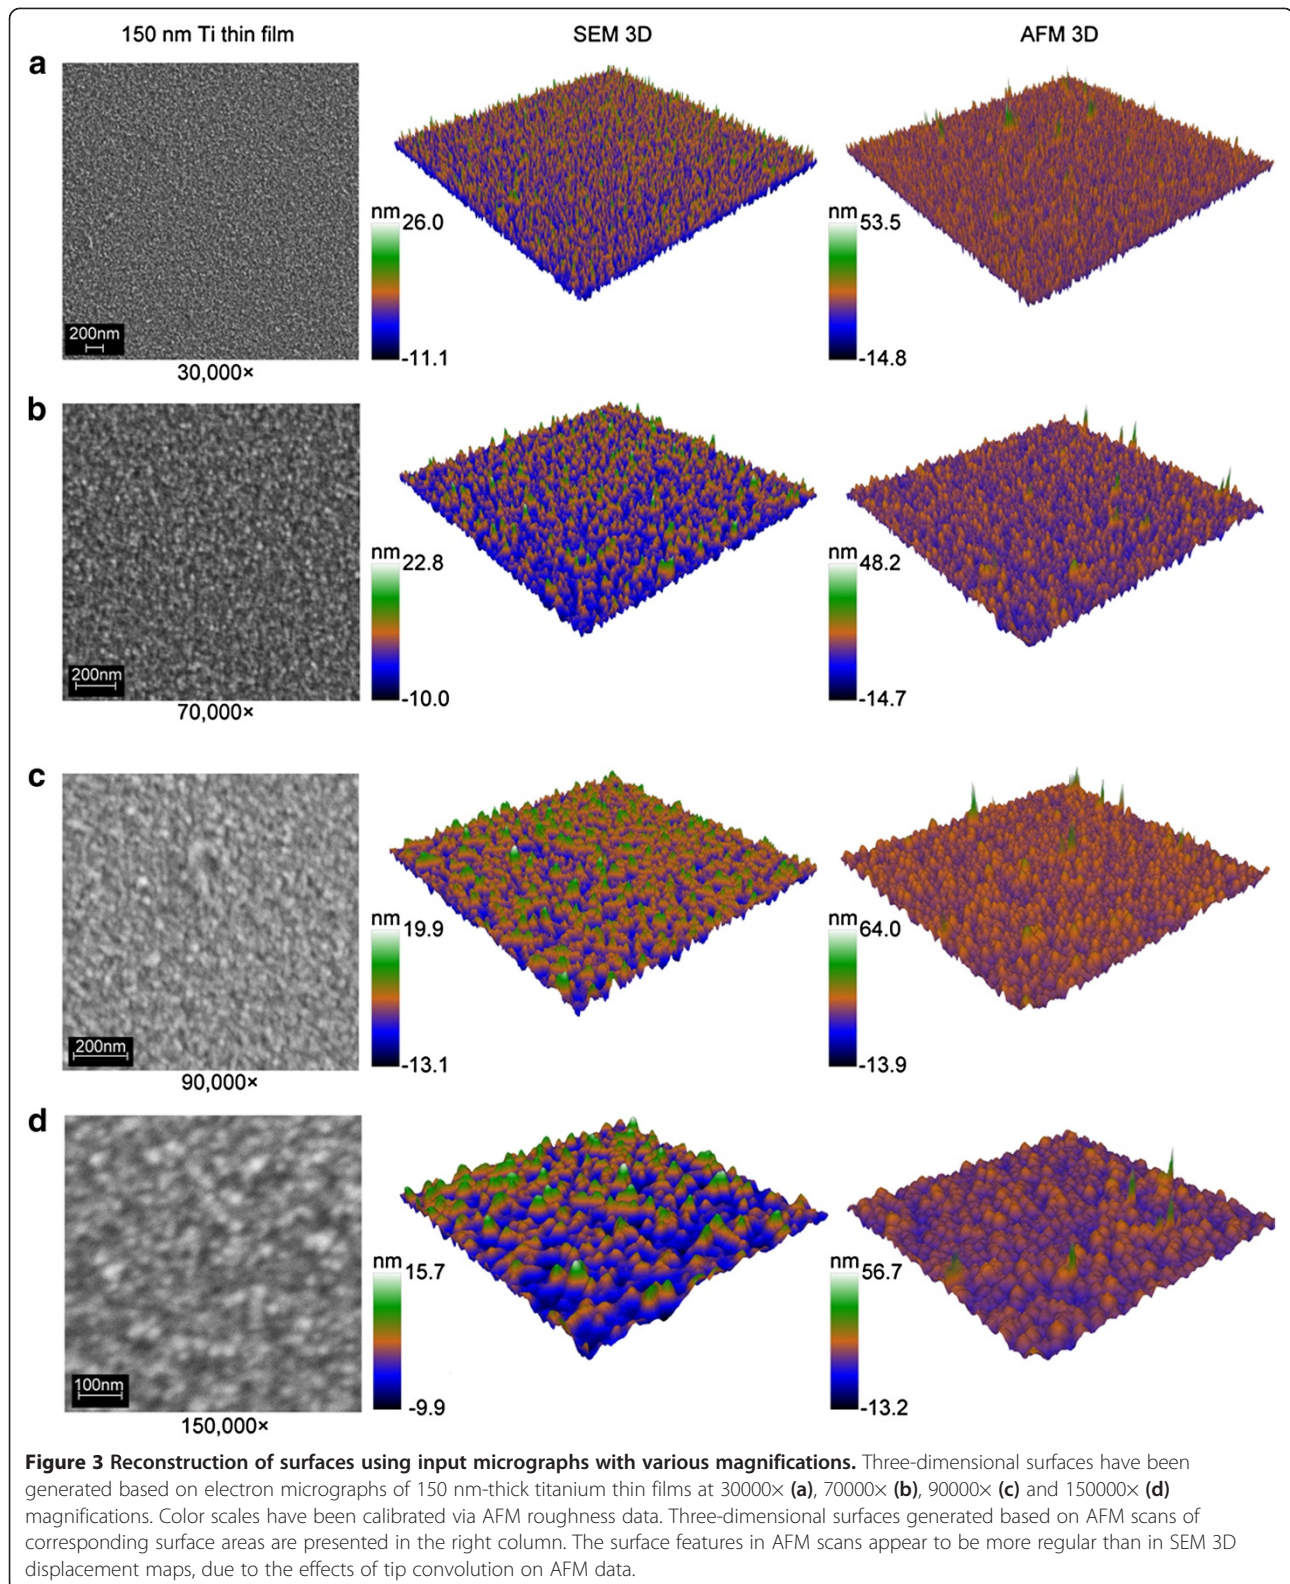 150 nm Ti thin film SEM 3D AFM 3D
a
200nm
30,000×
nm 26.0
-11.1
nm 53.5
-14.8
b
200nm
70,000×
nm 22.8
-10.0
nm 48.2
-14.7
c
200nm
90,000×
nm 19.9
-13.1
nm 64.0
-13.9
d
100nm
150,000×
nm 15.7
-9.9
nm 56.7
-13.2
Figure 3 Reconstruction of surfaces using input micrographs with various magnifications. Three-dimensional surfaces have been
generated based on electron micrographs of 150 nm-thick titanium thin films at 30000× (a), 70000× (b), 90000× (c) and 150000× (d)
magnifications. Color scales have been calibrated via AFM roughness data. Three-dimensional surfaces generated based on AFM scans of
corresponding surface areas are presented in the right column. The surface features in AFM scans appear to be more regular than in SEM 3D
displacement maps, due to the effects of tip convolution on AFM data.